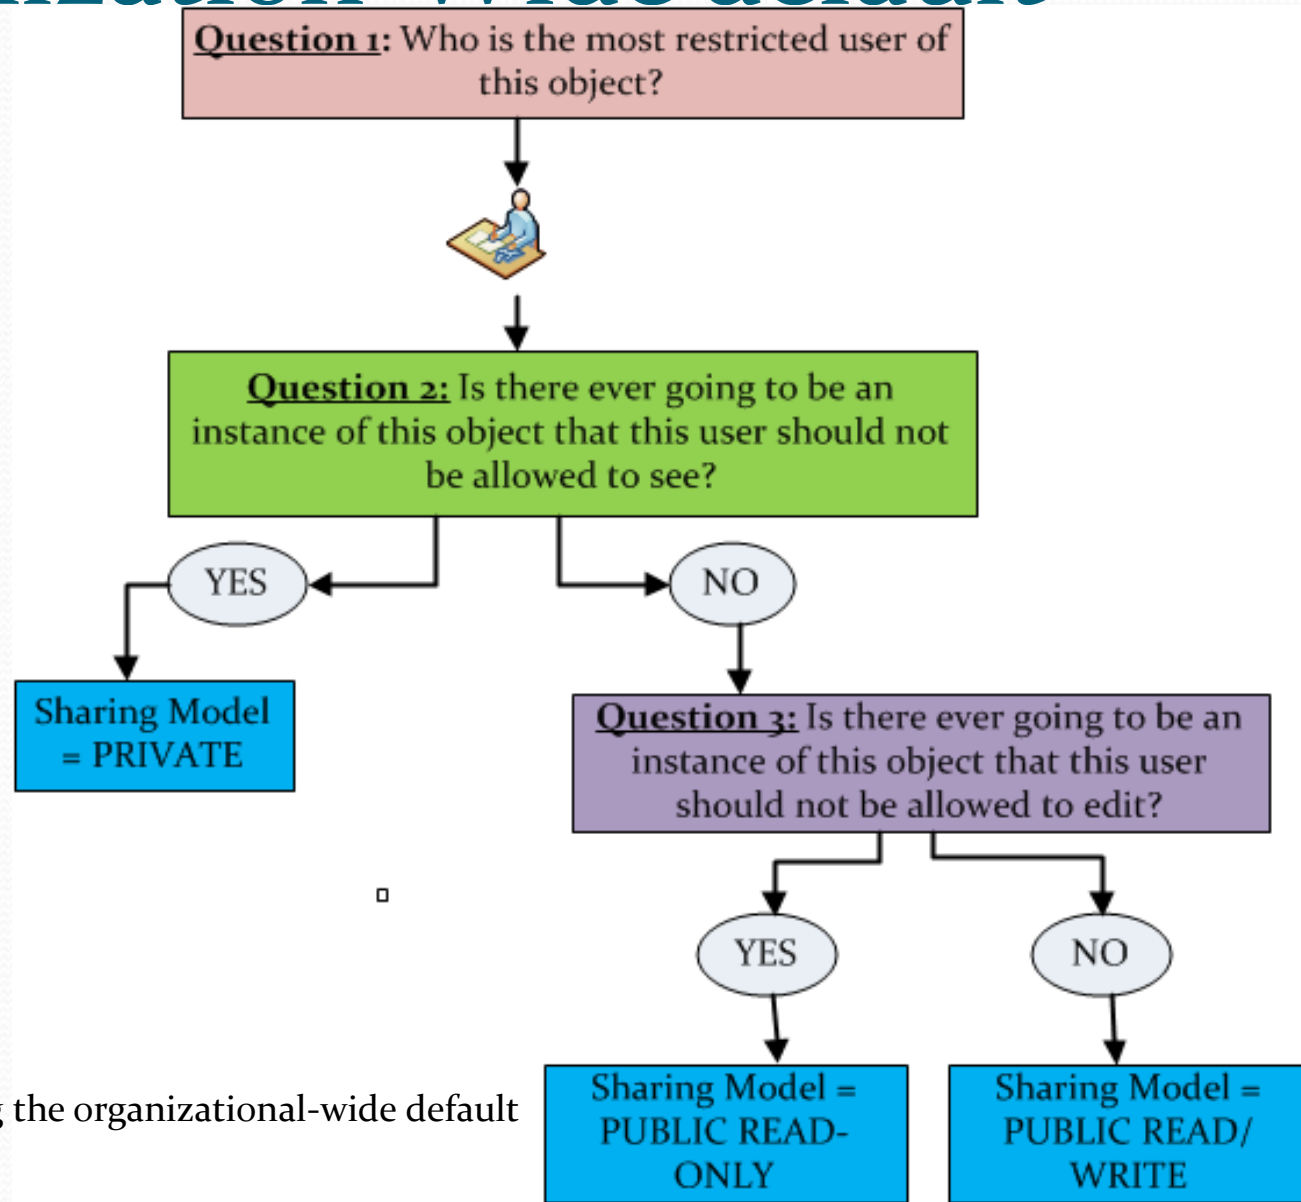 Question 1: Who is the most restricted user of
this object?
Question 2: Is there ever going to be an
instance of this object that this user should not
be allowed to see?
YES
NO
Sharing Model
= PRIVATE
Question 3: Is there ever going to be an
instance of this object that this user
should not be allowed to edit?
YES
NO
the organizational-wide default
Sharing Model =
PUBLIC READ-
ONLY
Sharing Model =
PUBLIC READ/
WRITE